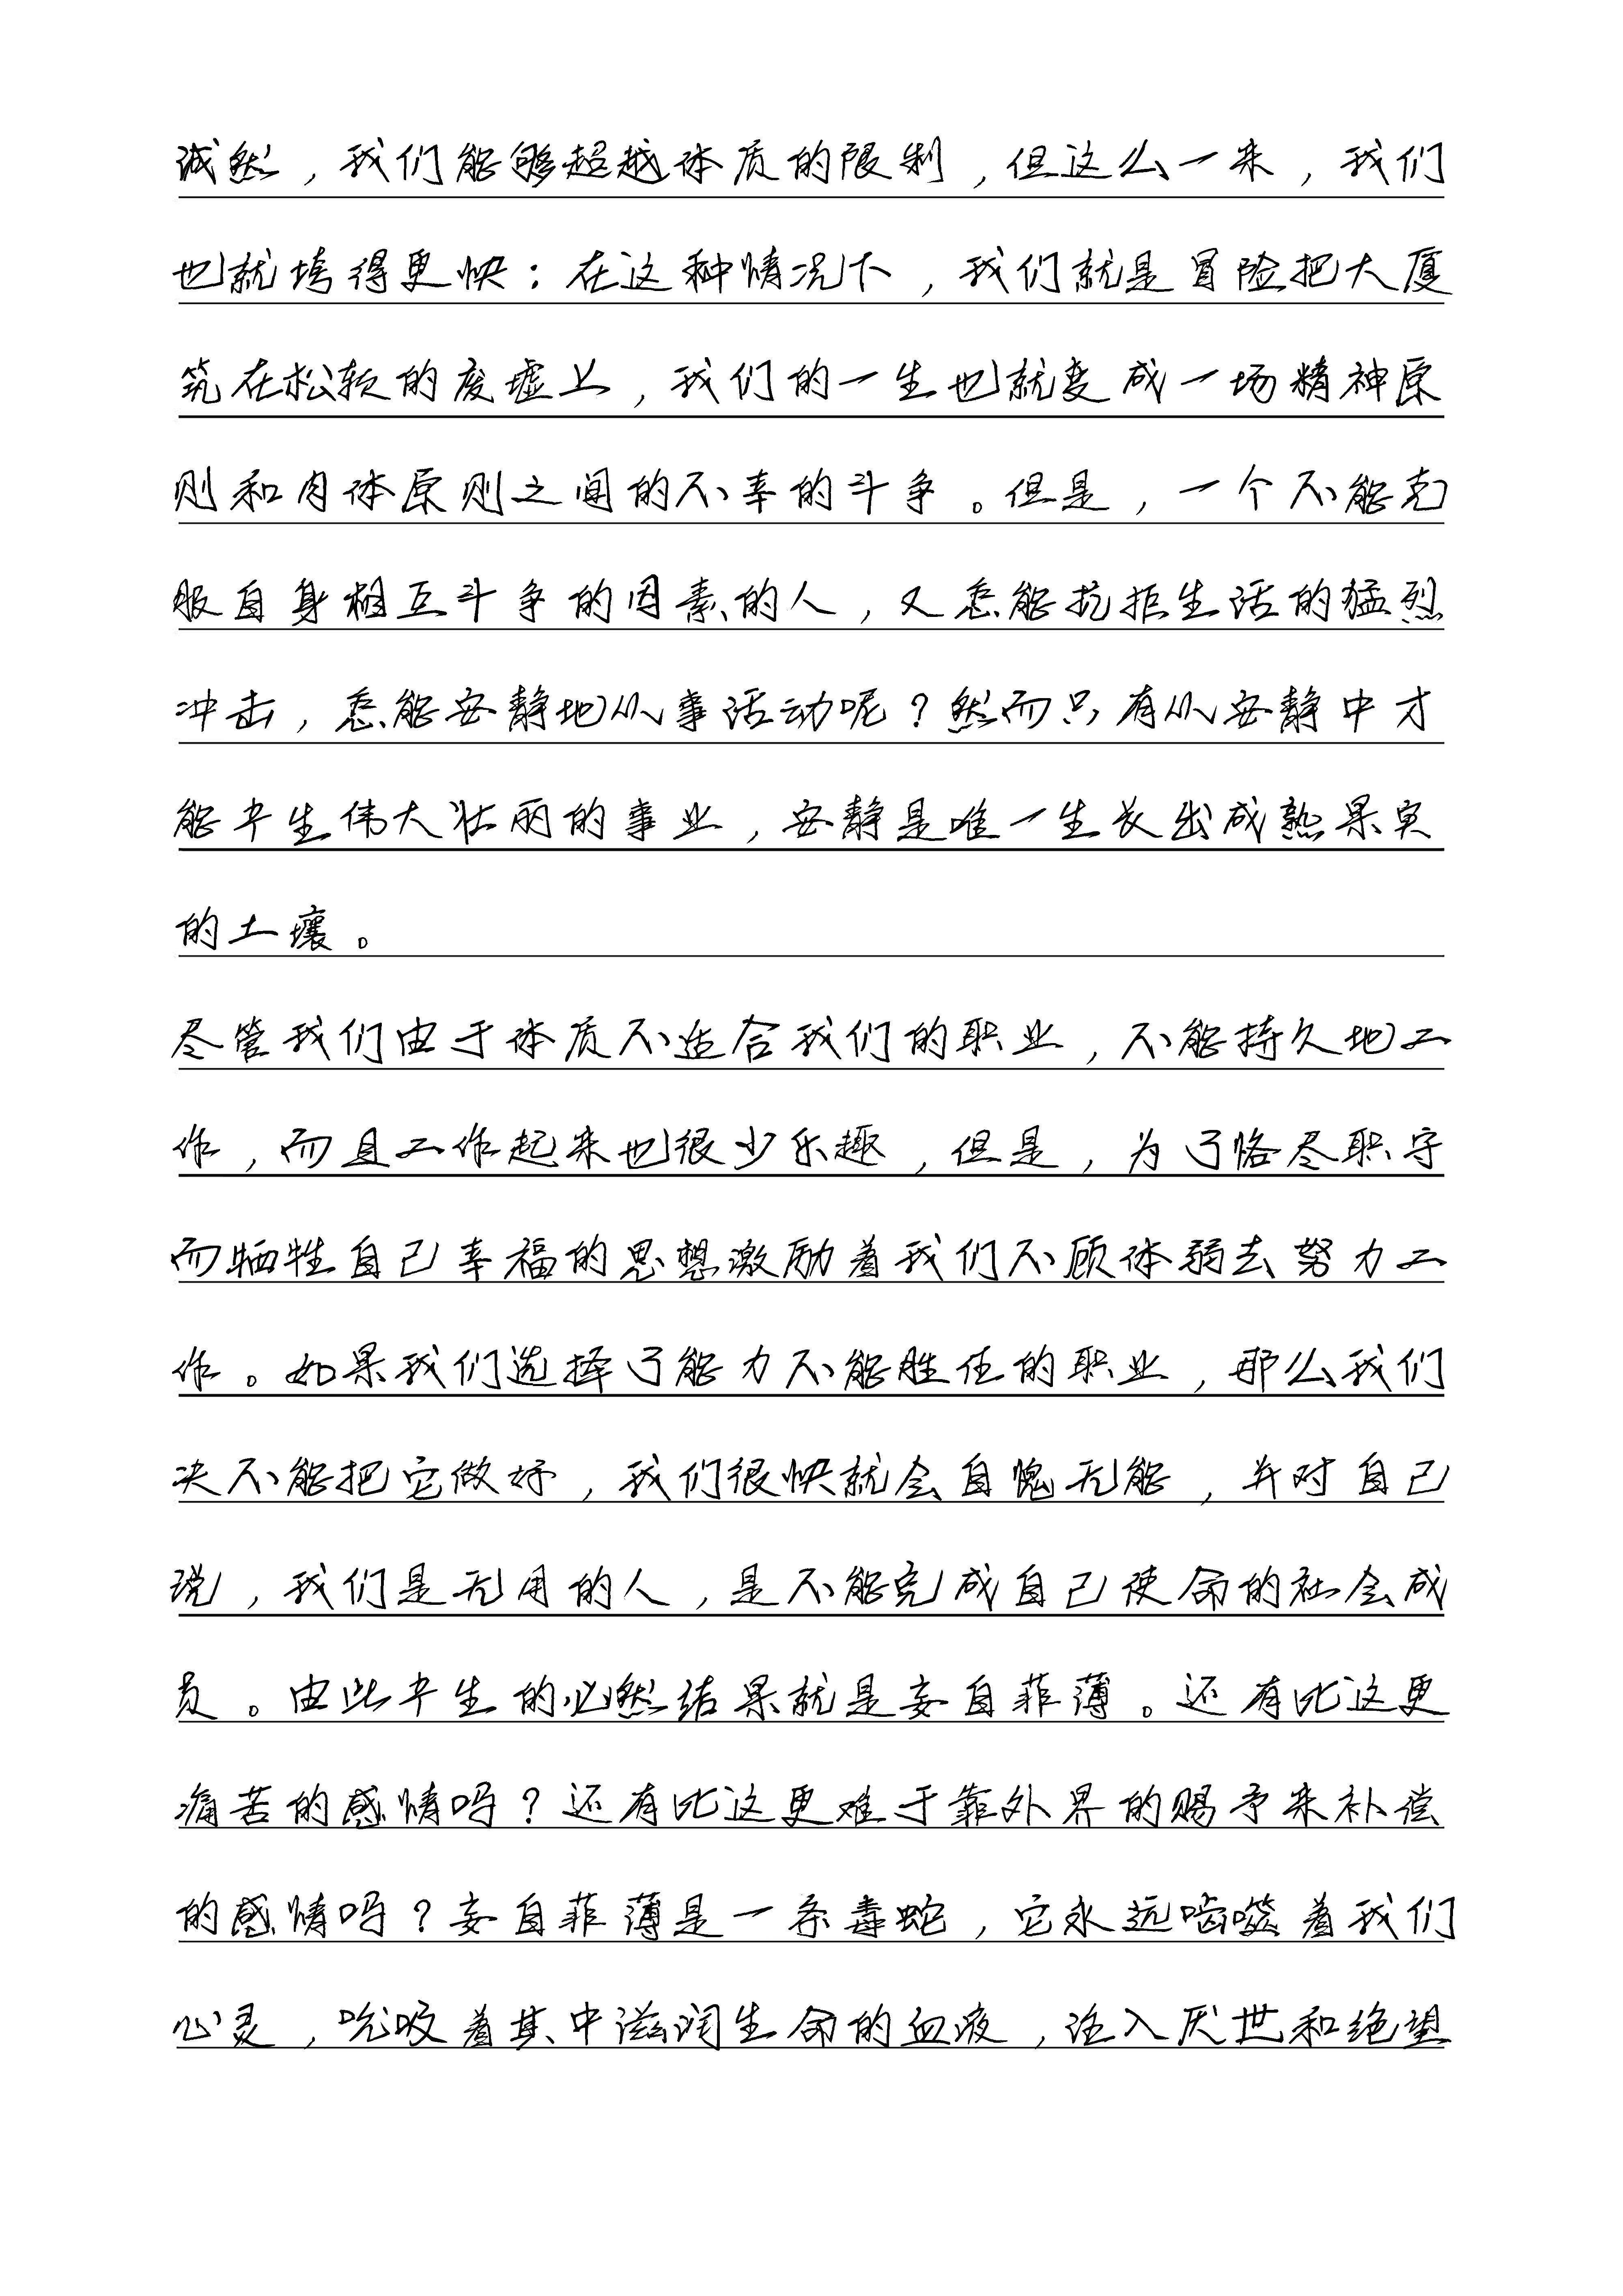 诚然，我们能够超越体质的限制，但这么一来，我们
也就垮得更快：在这种情况下，我们就是冒险把大厦
筑在松软的废墟上，我们的一生也就变成一场精神原
则和肉体原则之间的不幸的斗争。但是，一个不能克
服自身相互斗争的因素的人，又怎能抗拒生活的猛烈
冲击，怎能安静地从事活动呢？然而只有从安静中才
能产生伟大壮丽的事业，安静是唯一生长出成熟果实
的土壤。
尽管我们由于体质不适合我们的职业，不能持久地工
作，而且工作起来也很少乐趣，但是，为了恪尽职守
而牺牲自己幸福的思想激励着我们不顾体弱去努力工
作。如果我们选择了能力不能胜任的职业，那么我们
决不能把它做好，我们很快就会自愧无能，并对自己
说，我们是无用的人，是不能完成自己使命的社会成
员。由此产生的必然结果就是妄自菲薄。还有比这更
痛苦的感情吗？还有比这更难于靠外界的赐予来补偿
的感情吗？妄自菲薄是一条毒蛇，它永远啮噬着我们
心灵，吮吸着其中滋润生命的血液，注入厌世和绝望